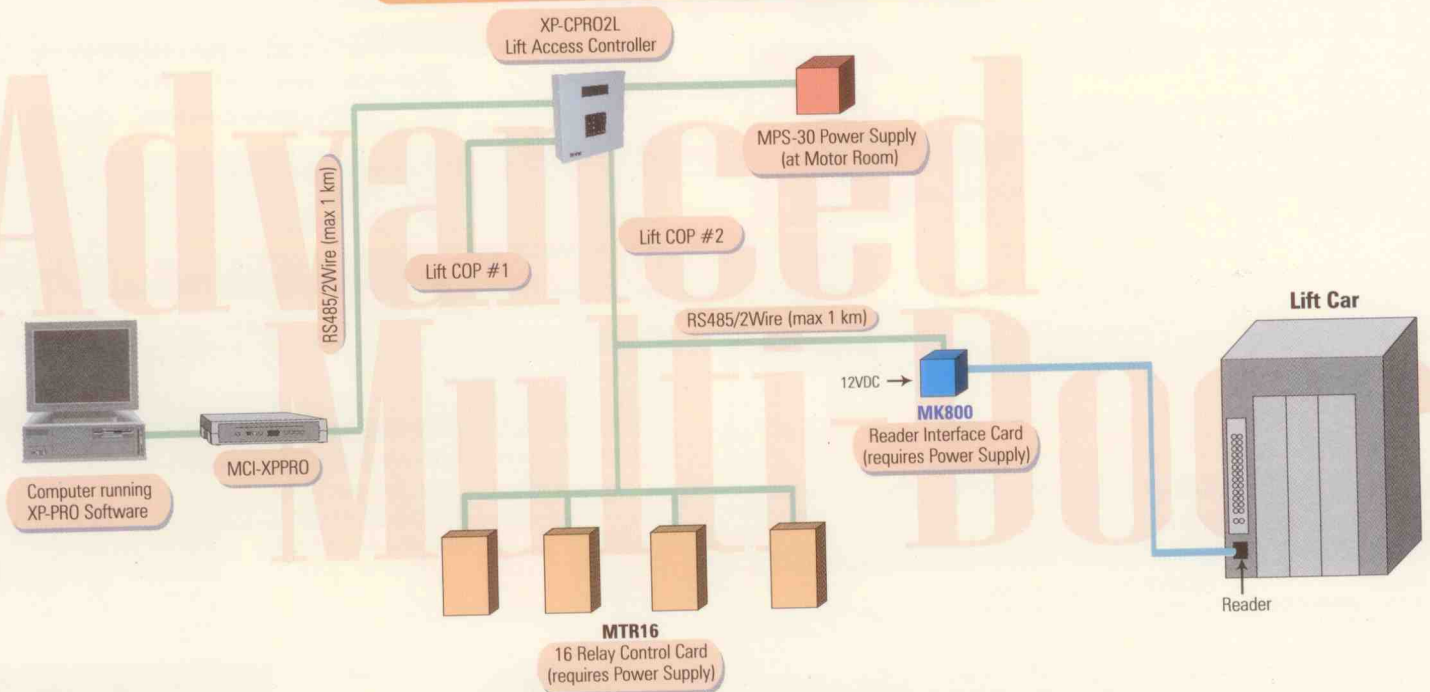 XP-CPRO2L
Lift Access Controller
MPS-30 Power Supply
(at Motor Room)
RS485/2Wire (max 1 km)
Lift COP #2
Lift COP #1
RS485/2Wire (max 1 km)
Lift Car
12VDC
MK800
Reader Interface Card
(requires Power Supply)
MCI-XPPRO
Computer running
XP-PRO Software
Reader
MTR16
16 Relay Control Card
(requires Power Supply)
Advanced
Multi-Doo